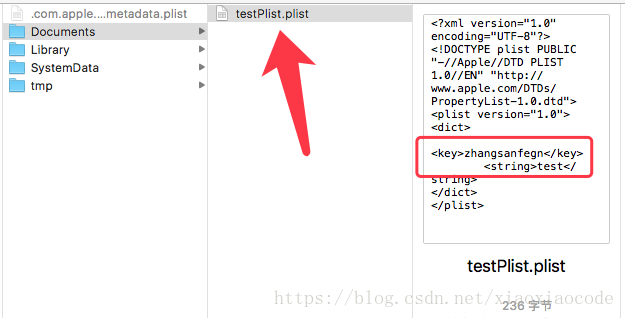 .com.apple....metadata.plist
Documents
Library
SystemData
tmp
testPlist.plist
<?xml version="1.0"
encoding="UTF-8"?>
<!DOCTYPE plist PUBLIC
"-//Apple//DTD PLIST
1.0//EN" "http://
www.apple.com/DTDs/
PropertyList-1.0.dtd">
<plist version="1.0">
<dict>
<key>zhangsanfegn</key>
<string>test</
string>
</dict>
</plist>
testPlist.plist
https://blog.csdn.net/xiaoxiaocode
236 字节